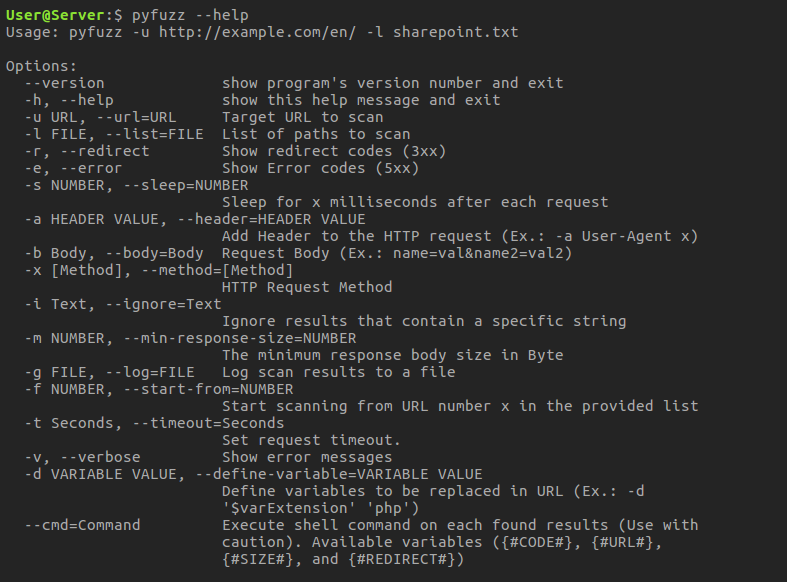 User@Server:$ pyfuzz --help
Usage: pyfuzz -u http://example.com/en/ -l sharepoint.txt

Options:
  --version             show program's version number and exit
  -h, --help            show this help message and exit
  -u URL, --url=URL     Target URL to scan
  -l FILE, --list=FILE  List of paths to scan
  -r, --redirect        Show redirect codes (3xx)
  -e, --error           Show Error codes (5xx)
  -s NUMBER, --sleep=NUMBER
                        Sleep for x milliseconds after each request
  -a HEADER VALUE, --header=HEADER VALUE
                        Add Header to the HTTP request (Ex.: -a User-Agent x)
  -b Body, --body=Body  Request Body (Ex.: name=val&name2=val2)
  -x [Method], --method=[Method]
                        HTTP Request Method
  -i Text, --ignore=Text
                        Ignore results that contain a specific string
  -m NUMBER, --min-response-size=NUMBER
                        The minimum response body size in Byte
  -g FILE, --log=FILE   Log scan results to a file
  -f NUMBER, --start-from=NUMBER
                        Start scanning from URL number x in the provided list
  -t Seconds, --timeout=Seconds
                        Set request timeout.
  -v, --verbose         Show error messages
  -d VARIABLE VALUE, --define-variable=VARIABLE VALUE
                        Define variables to be replaced in URL (Ex.: -d
                        '$varExtension' 'php')
  --cmd=Command         Execute shell command on each found results (Use with
                        caution). Available variables ({#CODE#}, {#URL#},
                        {#SIZE#}, and {#REDIRECT#})